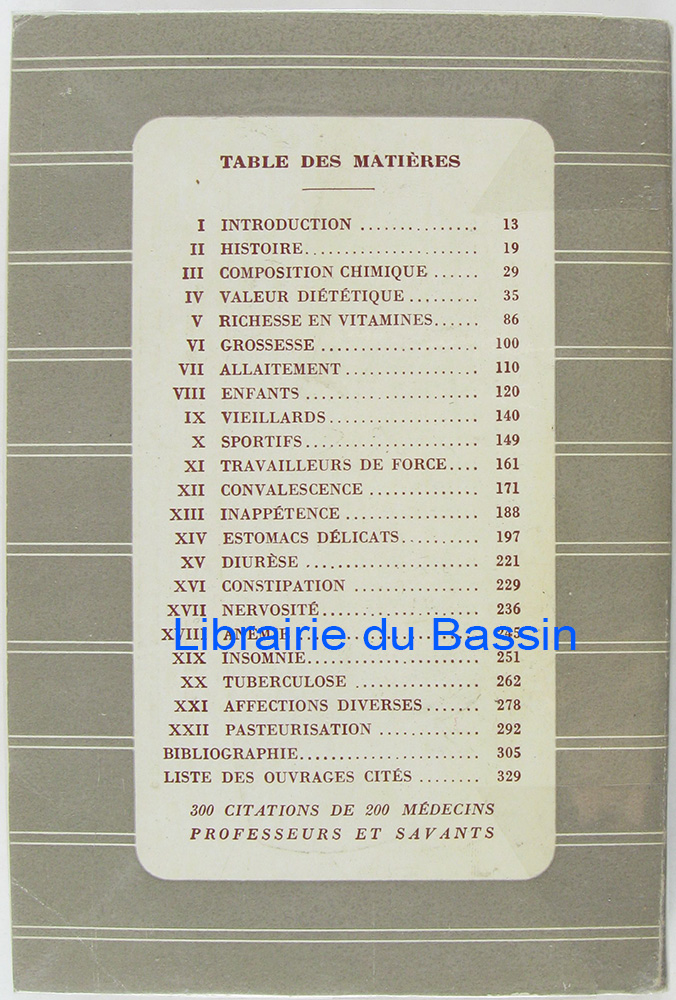 TABLE DES MATIÈRES
I INTRODUCTION ............... 13
II HISTOIRE...................... 19
III COMPOSITION CHIMIQUE ...... 29
IV VALEUR DIÉTÉTIQUE ......... 35
V RICHESSE EN VITAMINES...... 86
VI GROSSESSE .................... 100
VII ALLAITEMENT ................. 110
VIII ENFANTS ...................... 120
IX VIEILLARDS................... 140
X SPORTIFS...................... 149
XI TRAVAILLEURS DE FORCE.... 161
XII CONVALESCENCE .............. 171
XIII INAPPÉTENCE ................. 188
XIV ESTOMACS DÉLICATS.......... 197
XV DIURÈSE ...................... 221
XVI CONSTIPATION ................ 229
XVII NERVOSITÉ.................... 236
XVIII ANÉMIE ....................... 245
Librairie du Bassin
XIX INSOMNIE...................... 251
XX TUBERCULOSE ................ 262
XXI AFFECTIONS DIVERSES....... 278
XXII PASTEURISATION ............. 292
BIBLIOGRAPHIE....................... 305
LISTE DES OUVRAGES CITÉS ........ 329
300 CITATIONS DE 200 MÉDECINS
PROFESSEURS ET SAVANTS